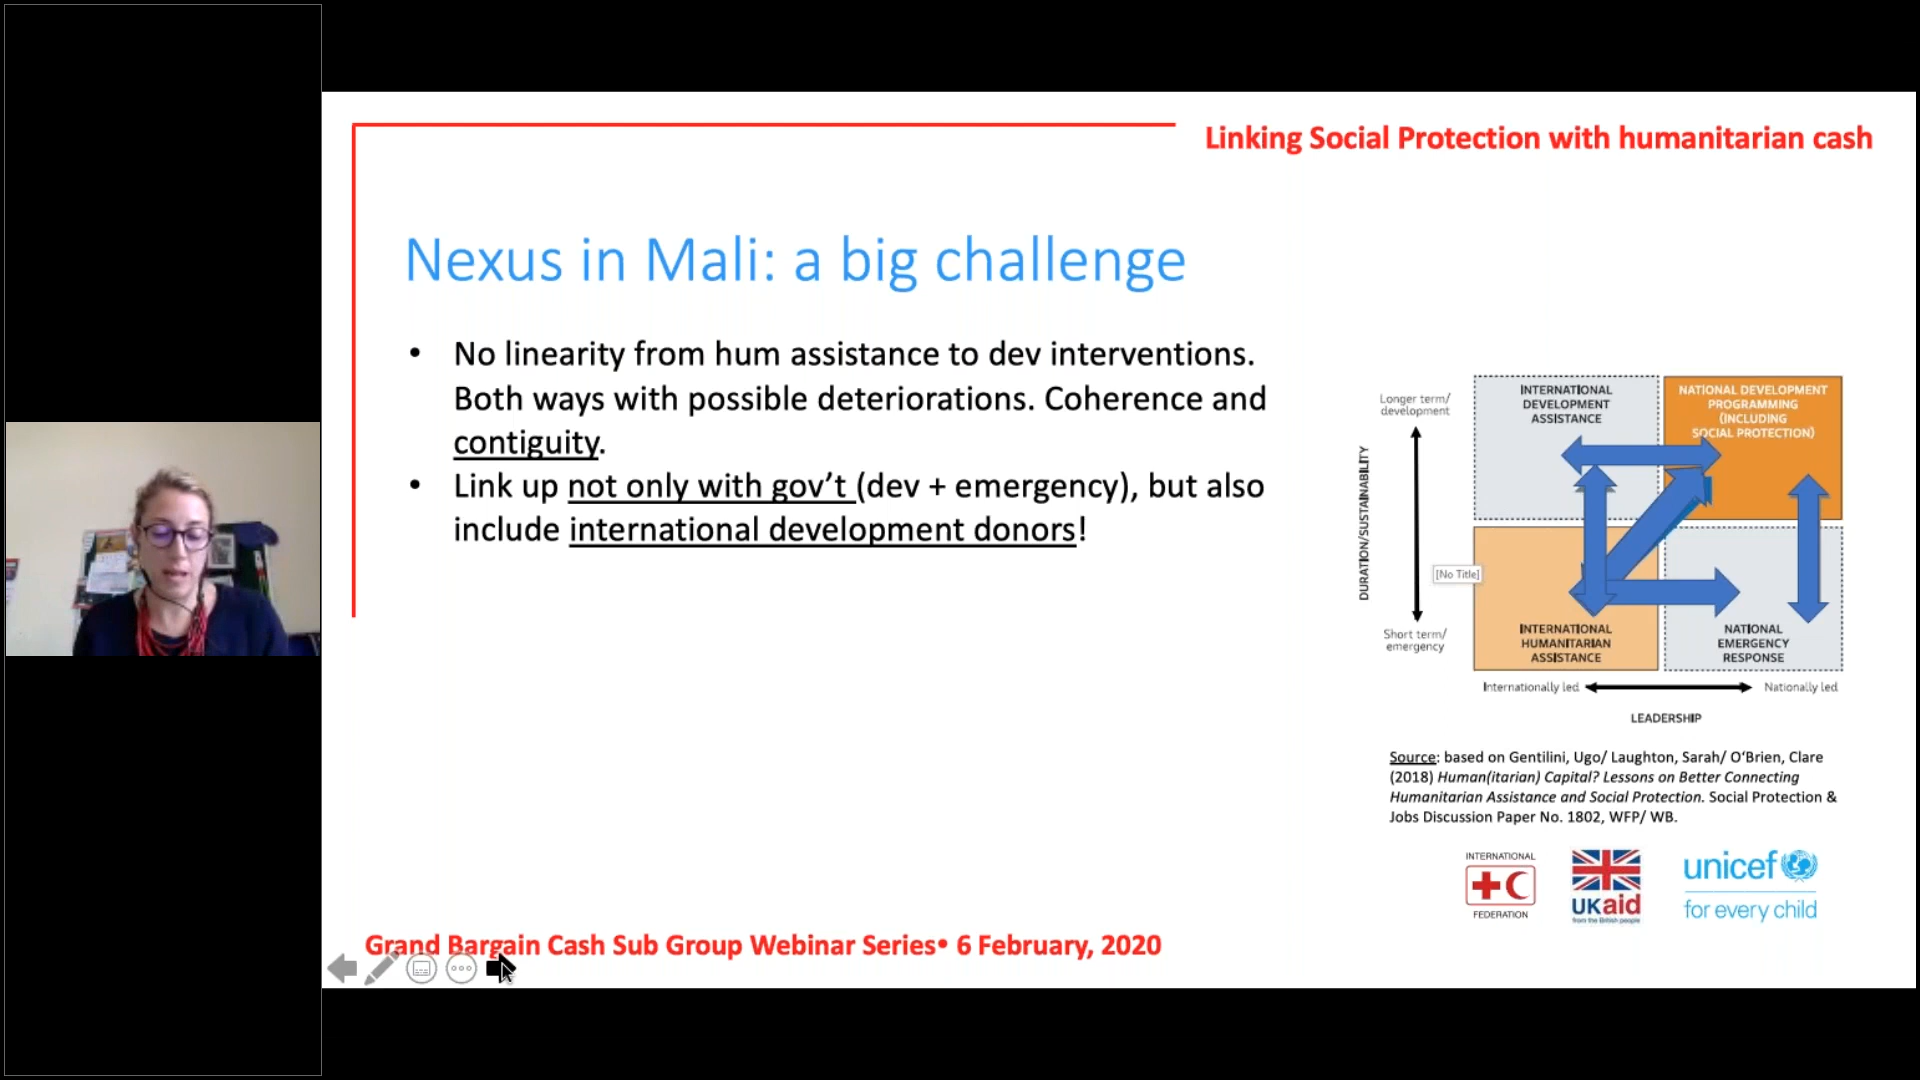 Linking Social Protection with humanitarian cash
Nexus in Mali: a big challenge
• No linearity from hum assistance to dev interventions.
Both ways with possible deteriorations. Coherence and
contiguity.
• Link up not only with gov’t (dev + emergency), but also
include international development donors!
Longer term/
development
DURATION/SUSTAINABILITY
Short term/
emergency
INTERNATIONAL
DEVELOPMENT
ASSISTANCE
NATIONAL DEVELOPMENT
PROGRAMMING
(INCLUDING
SOCIAL PROTECTION)
[No Title]
INTERNATIONAL
HUMANITARIAN
ASSISTANCE
NATIONAL
EMERGENCY
RESPONSE
Internationally led
Nationally led
LEADERSHIP
Source: based on Gentilini, Ugo/ Laughton, Sarah/ O‘Brien, Clare
(2018) Human(itarian) Capital? Lessons on Better Connecting
Humanitarian Assistance and Social Protection. Social Protection &
Jobs Discussion Paper No. 1802, WFP/ WB.
INTERNATIONAL
FEDERATION
UKaid
from the British people
unicef
for every child
Grand Bargain Cash Sub Group Webinar Series• 6 February, 2020